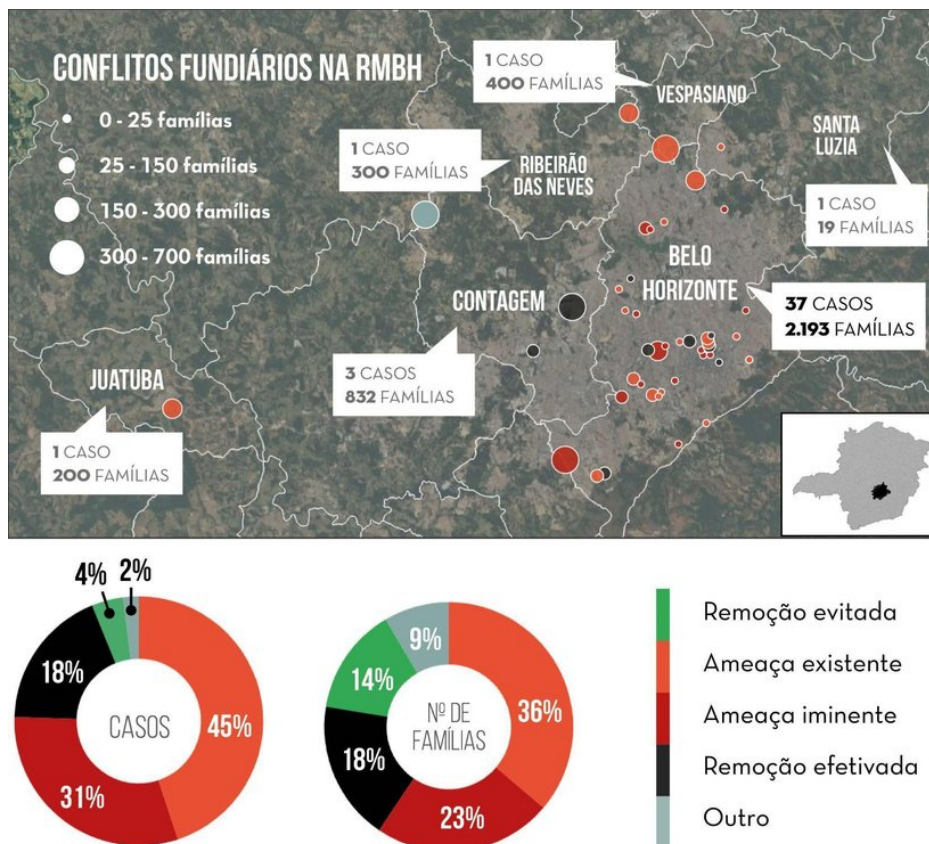 CONFLITOS FUNDIÁRIOS NA RMBH
0 - 25 famílias
25 - 150 famílias
150 - 300 famílias
300 - 700 famílias
1 CASO
400 FAMÍLIAS
VESPASIANO
SANTA
LUZIA
1 CASO
300 FAMÍLIAS
RIBEIRÃO
DAS NEVES
1 CASO
19 FAMÍLIAS
BELO
HORIZONTE
CONTAGEM
37 CASOS
2.193 FAMÍLIAS
3 CASOS
832 FAMÍLIAS
JUATUBA
1 CASO
200 FAMÍLIAS
4%
2%
18%
45%
31%
CASOS
9%
14%
36%
18%
23%
Nº DE
FAMÍLIAS
Remoção evitada
Ameaça existente
Ameaça iminente
Remoção efetivada
Outro